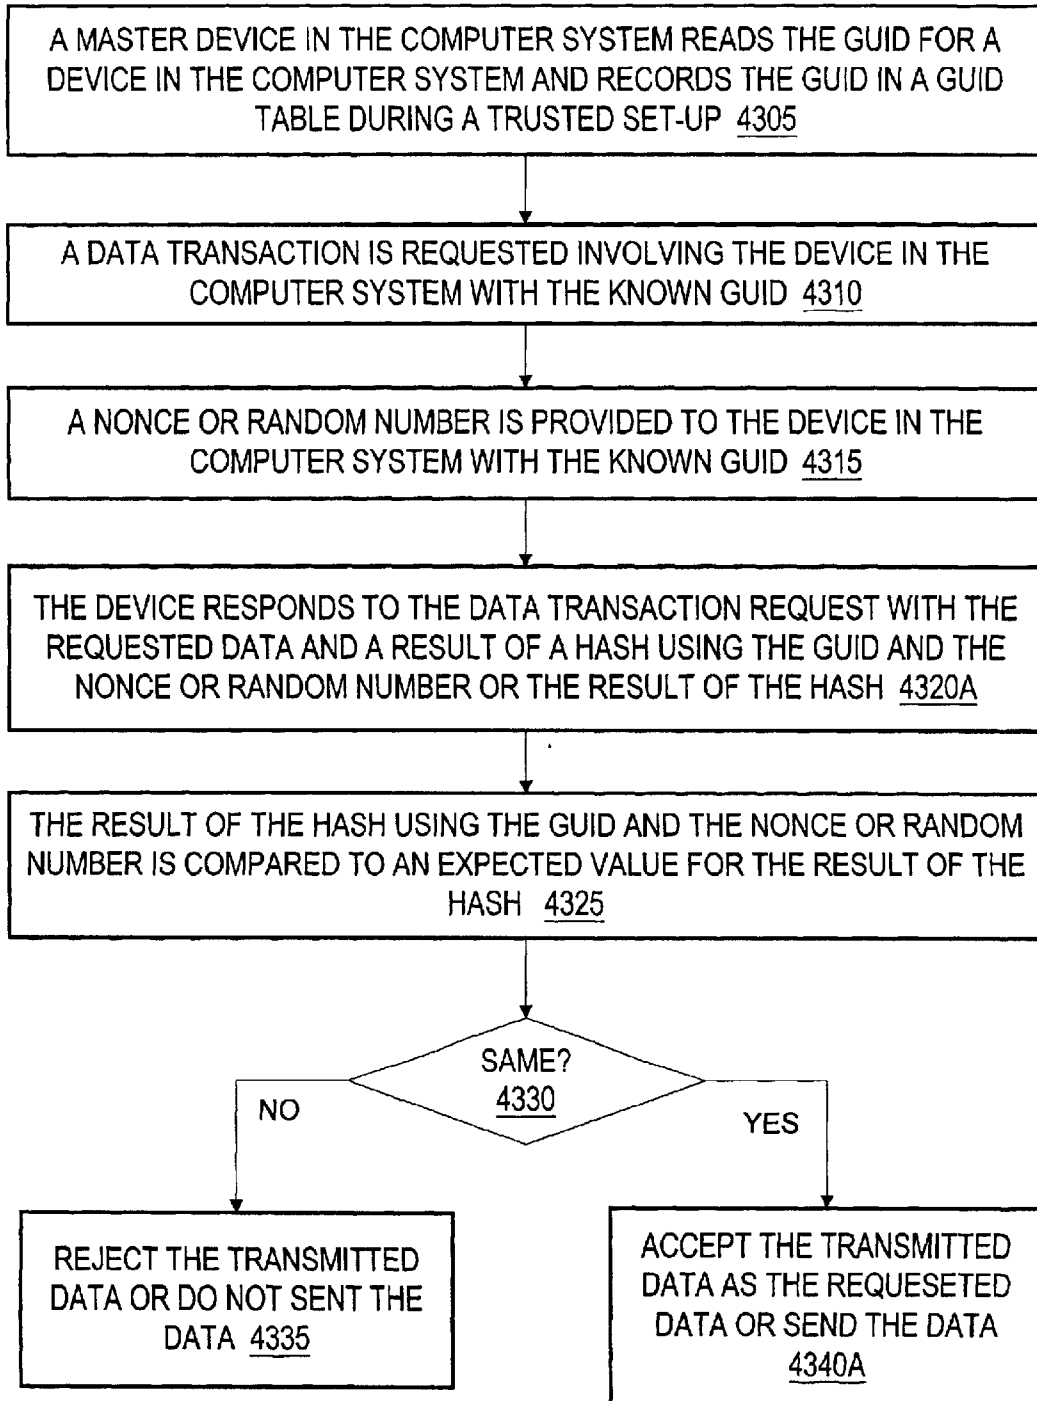 A MASTER DEVICE IN THE COMPUTER SYSTEM READS THE GUID FOR A
DEVICE IN THE COMPUTER SYSTEM AND RECORDS THE GUID IN A GUID
TABLE DURING A TRUSTED SET-UP 4305
A DATA TRANSACTION IS REQUESTED INVOLVING THE DEVICE IN THE
COMPUTER SYSTEM WITH THE KNOWN GUID 4310
A NONCE OR RANDOM NUMBER IS PROVIDED TO THE DEVICE IN THE
COMPUTER SYSTEM WITH THE KNOWN GUID 4315
THE DEVICE RESPONDS TO THE DATA TRANSACTION REQUEST WITH THE
REQUESTED DATA AND A RESULT OF A HASH USING THE GUID AND THE
NONCE OR RANDOM NUMBER OR THE RESULT OF THE HASH 4320A
THE RESULT OF THE HASH USING THE GUID AND THE NONCE OR RANDOM
NUMBER IS COMPARED TO AN EXPECTED VALUE FOR THE RESULT OF THE
HASH 4325
SAME?
4330
NO
YES
REJECT THE TRANSMITTED
DATA OR DO NOT SENT THE
DATA 4335
ACCEPT THE TRANSMITTED
DATA AS THE REQUESETED
DATA OR SEND THE DATA
4340A